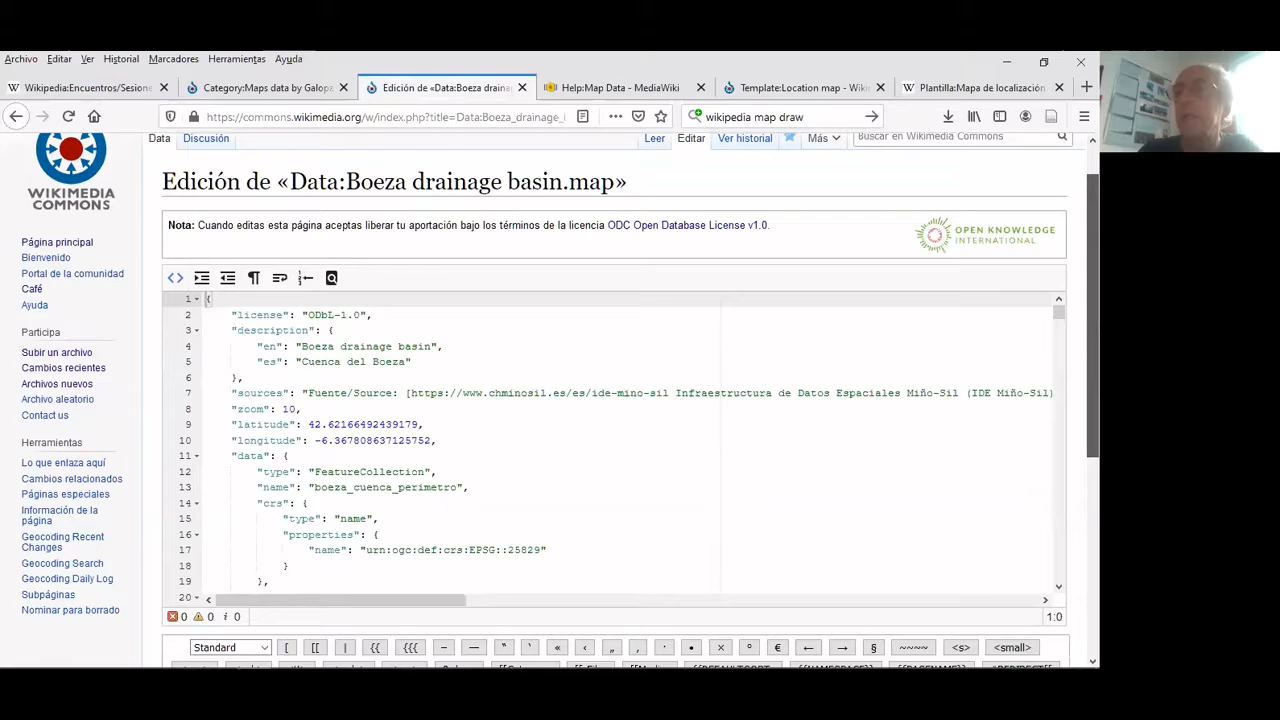 Archivo Editar Ver Historial Marcadores Herramientas Ayuda
Wikipedia:Encuentros/Sesione
Category:Maps data by Galop
Edición de «Data:Boeza drainag
Help:Map Data - MediaWiki
Template:Location map - Wiki
Plantilla:Mapa de localización
https://commons.wikimedia.org/w/index.php?title=Data:Boeza_drainage_
wikipedia map draw
Data Discusión Leer Editar Ver historial Más Buscar en Wikimedia Commons
WIKIMEDIA
COMMONS
Página principal
Bienvenido
Portal de la comunidad
Café
Ayuda
Participa
Subir un archivo
Cambios recientes
Archivos nuevos
Archivo aleatorio
Contact us
Herramientas
Lo que enlaza aquí
Cambios relacionados
Páginas especiales
Información de la
página
Geocoding Recent
Changes
Geocoding Search
Geocoding Daily Log
Subpáginas
Nominar para borrado
Edición de «Data:Boeza drainage basin.map»
Nota: Cuando editas esta página aceptas liberar tu aportación bajo los términos de la licencia ODC Open Database License v1.0.
OPEN KNOWLEDGE
INTERNATIONAL
1 {
2 "license": "ODbL-1.0",
3 "description": {
4 "en": "Boeza drainage basin",
5 "es": "Cuenca del Boeza"
6 },
7 "sources": "Fuente/Source: [https://www.chminosil.es/es/ide-mino-sil Infraestructura de Datos Espaciales Miño-Sil (IDE Miño-Sil)
8 "zoom": 10,
9 "latitude": 42.62166492439179,
10 "longitude": -6.367808637125752,
11 "data": {
12 "type": "FeatureCollection",
13 "name": "boeza_cuenca_perimetro",
14 "crs": {
15 "type": "name",
16 "properties": {
17 "name": "urn:ogc:def:crs:EPSG::25829"
18 }
19 },
20
0 0 i 0 1:0
Standard [ [[ | {{ {{{ – — “ ‘ « ‹ „ ‚ · • × º € ← → § ~~~~ <s> <small>